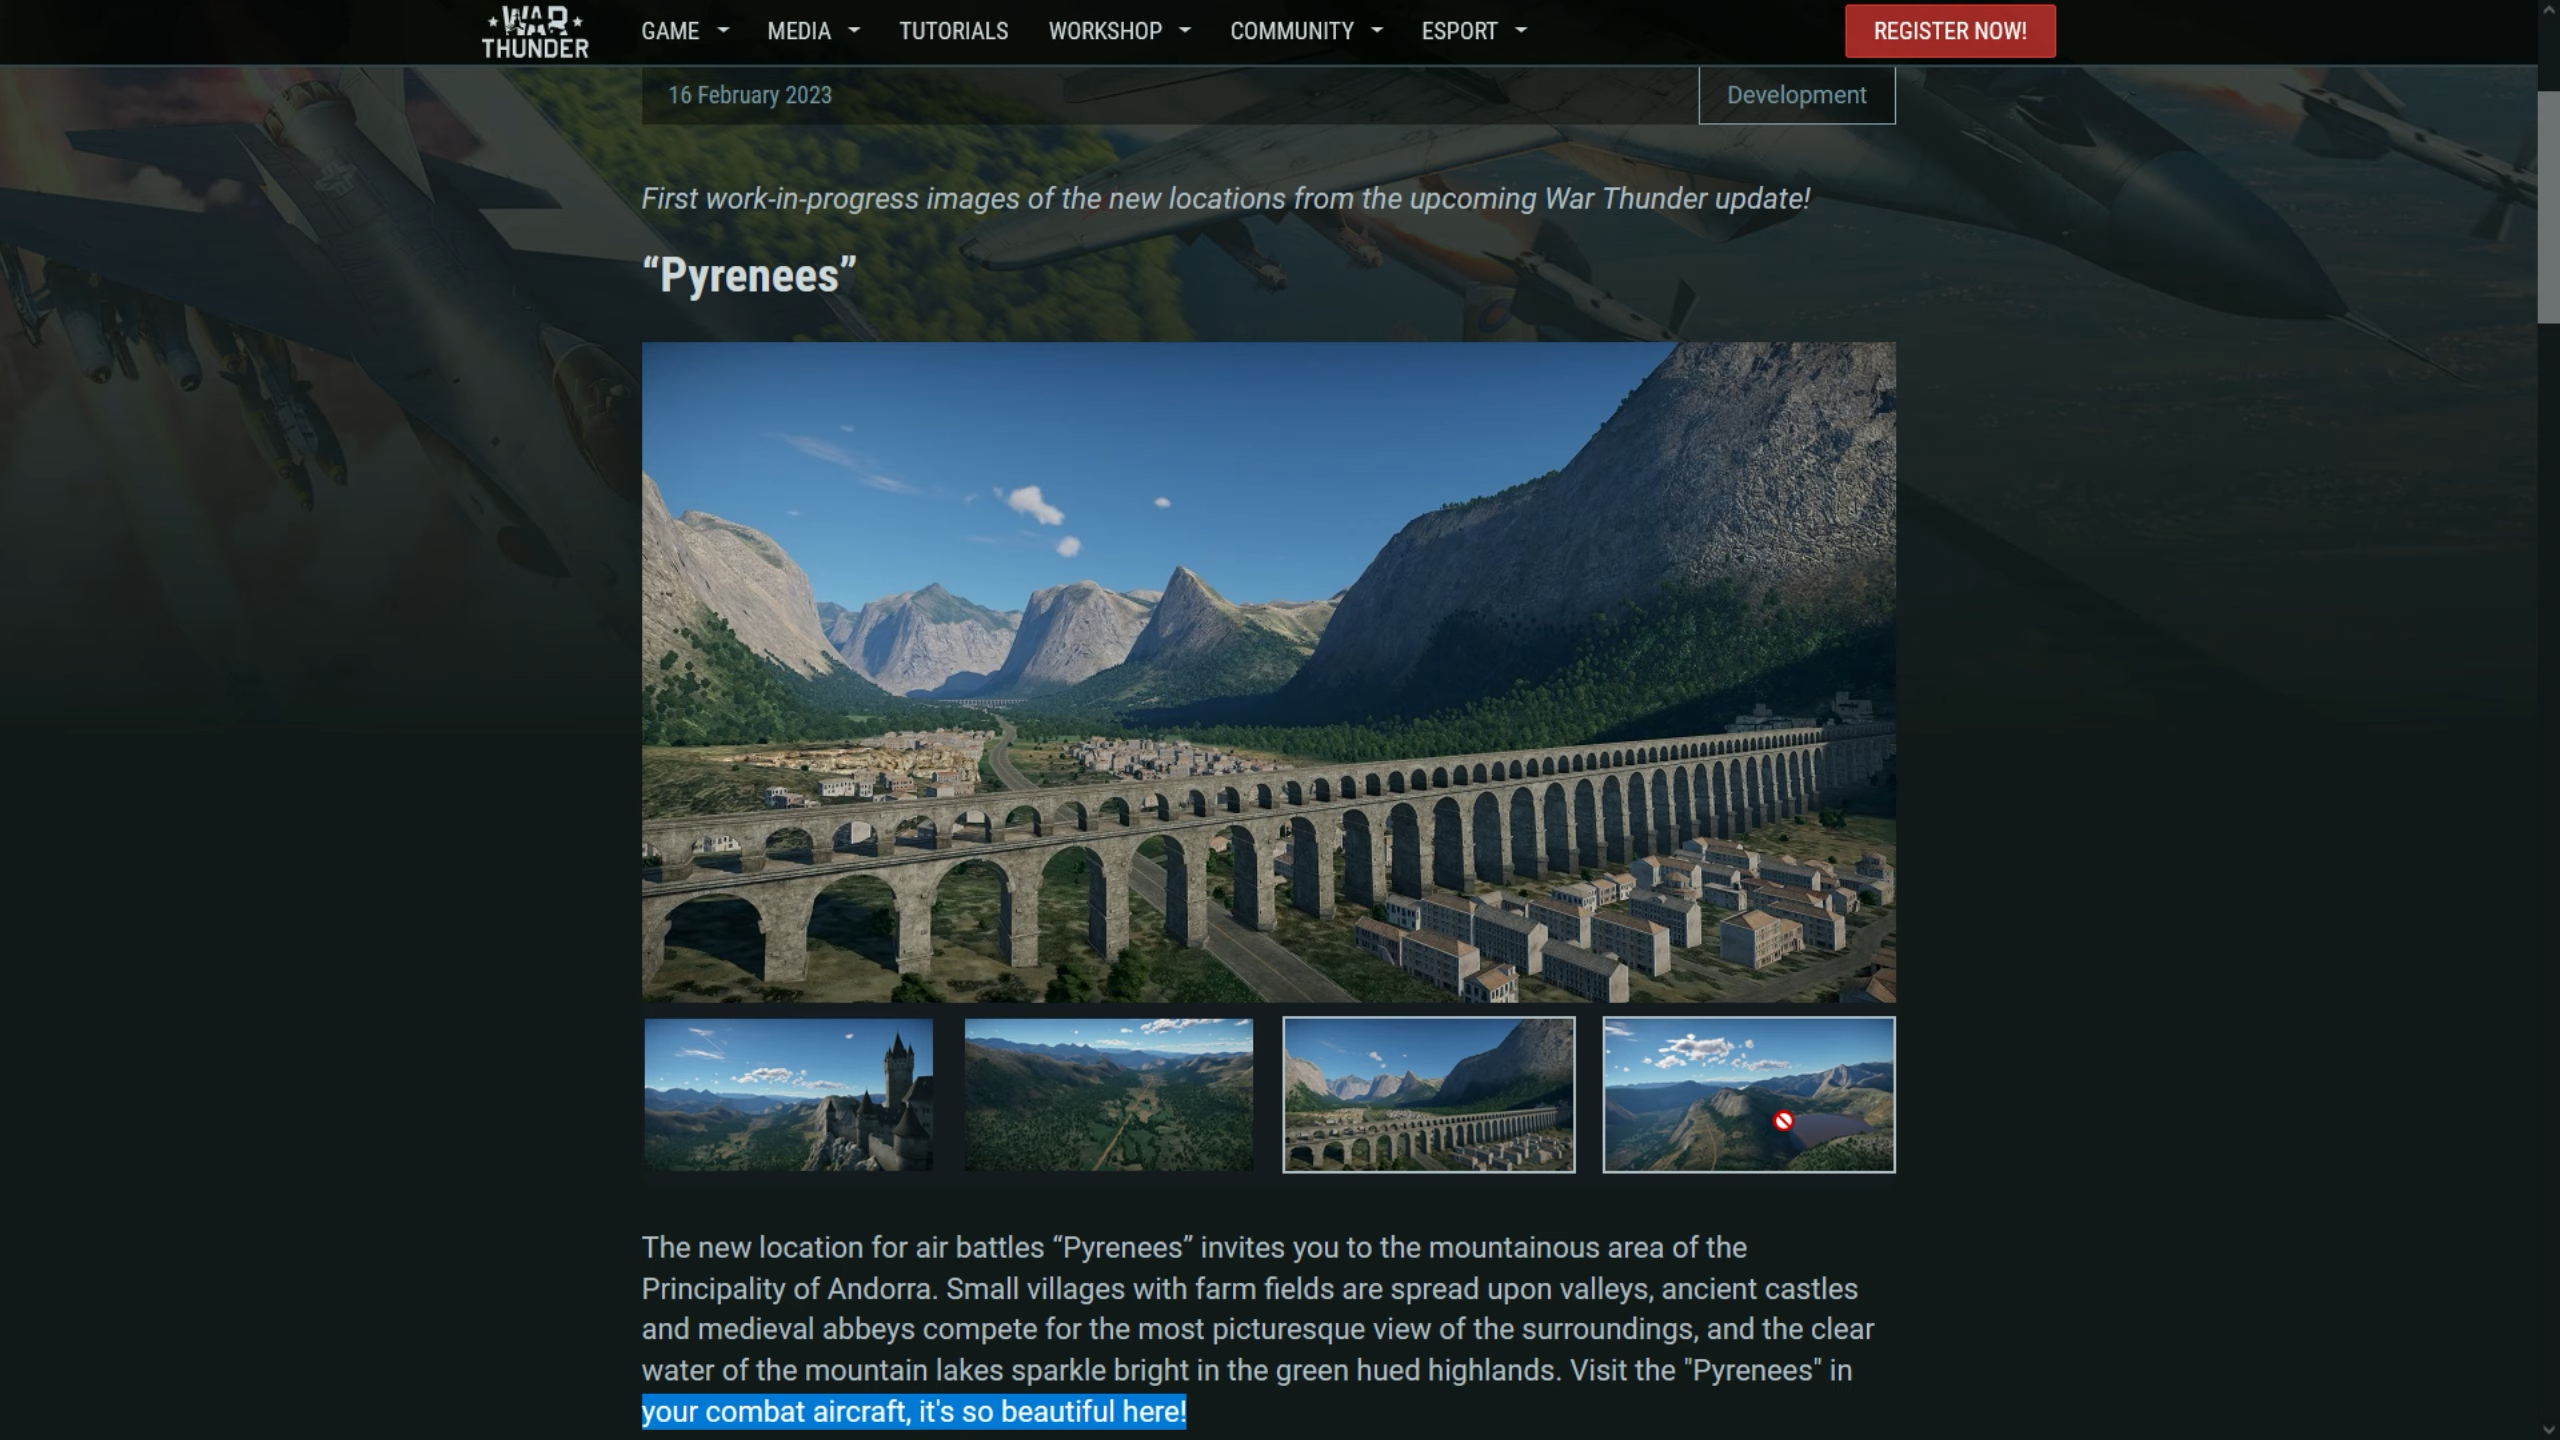 WAR THUNDER
GAME
MEDIA
TUTORIALS
WORKSHOP
COMMUNITY
ESPORT
REGISTER NOW!
16 February 2023
Development
First work-in-progress images of the new locations from the upcoming War Thunder update!
“Pyrenees”
The new location for air battles “Pyrenees” invites you to the mountainous area of the
Principality of Andorra. Small villages with farm fields are spread upon valleys, ancient castles
and medieval abbeys compete for the most picturesque view of the surroundings, and the clear
water of the mountain lakes sparkle bright in the green hued highlands. Visit the "Pyrenees" in
your combat aircraft, it's so beautiful here!